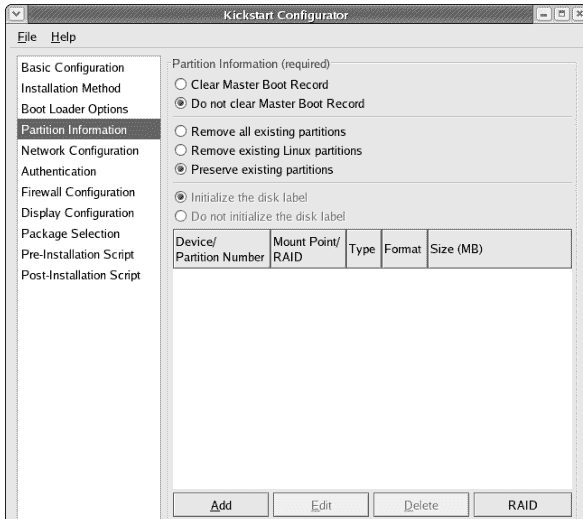 Kickstart Configurator
File Help
Basic Configuration
Installation Method
Boot Loader Options
Partition Information
Network Configuration
Authentication
Firewall Configuration
Display Configuration
Package Selection
Pre-Installation Script
Post-Installation Script
Partition Information (required)
Clear Master Boot Record
Do not clear Master Boot Record
Remove all existing partitions
Remove existing Linux partitions
Preserve existing partitions
Initialize the disk label
Do not initialize the disk label
Device/
Partition Number
Mount Point/
RAID
Type
Format
Size (MB)
Add
Edit
Delete
RAID